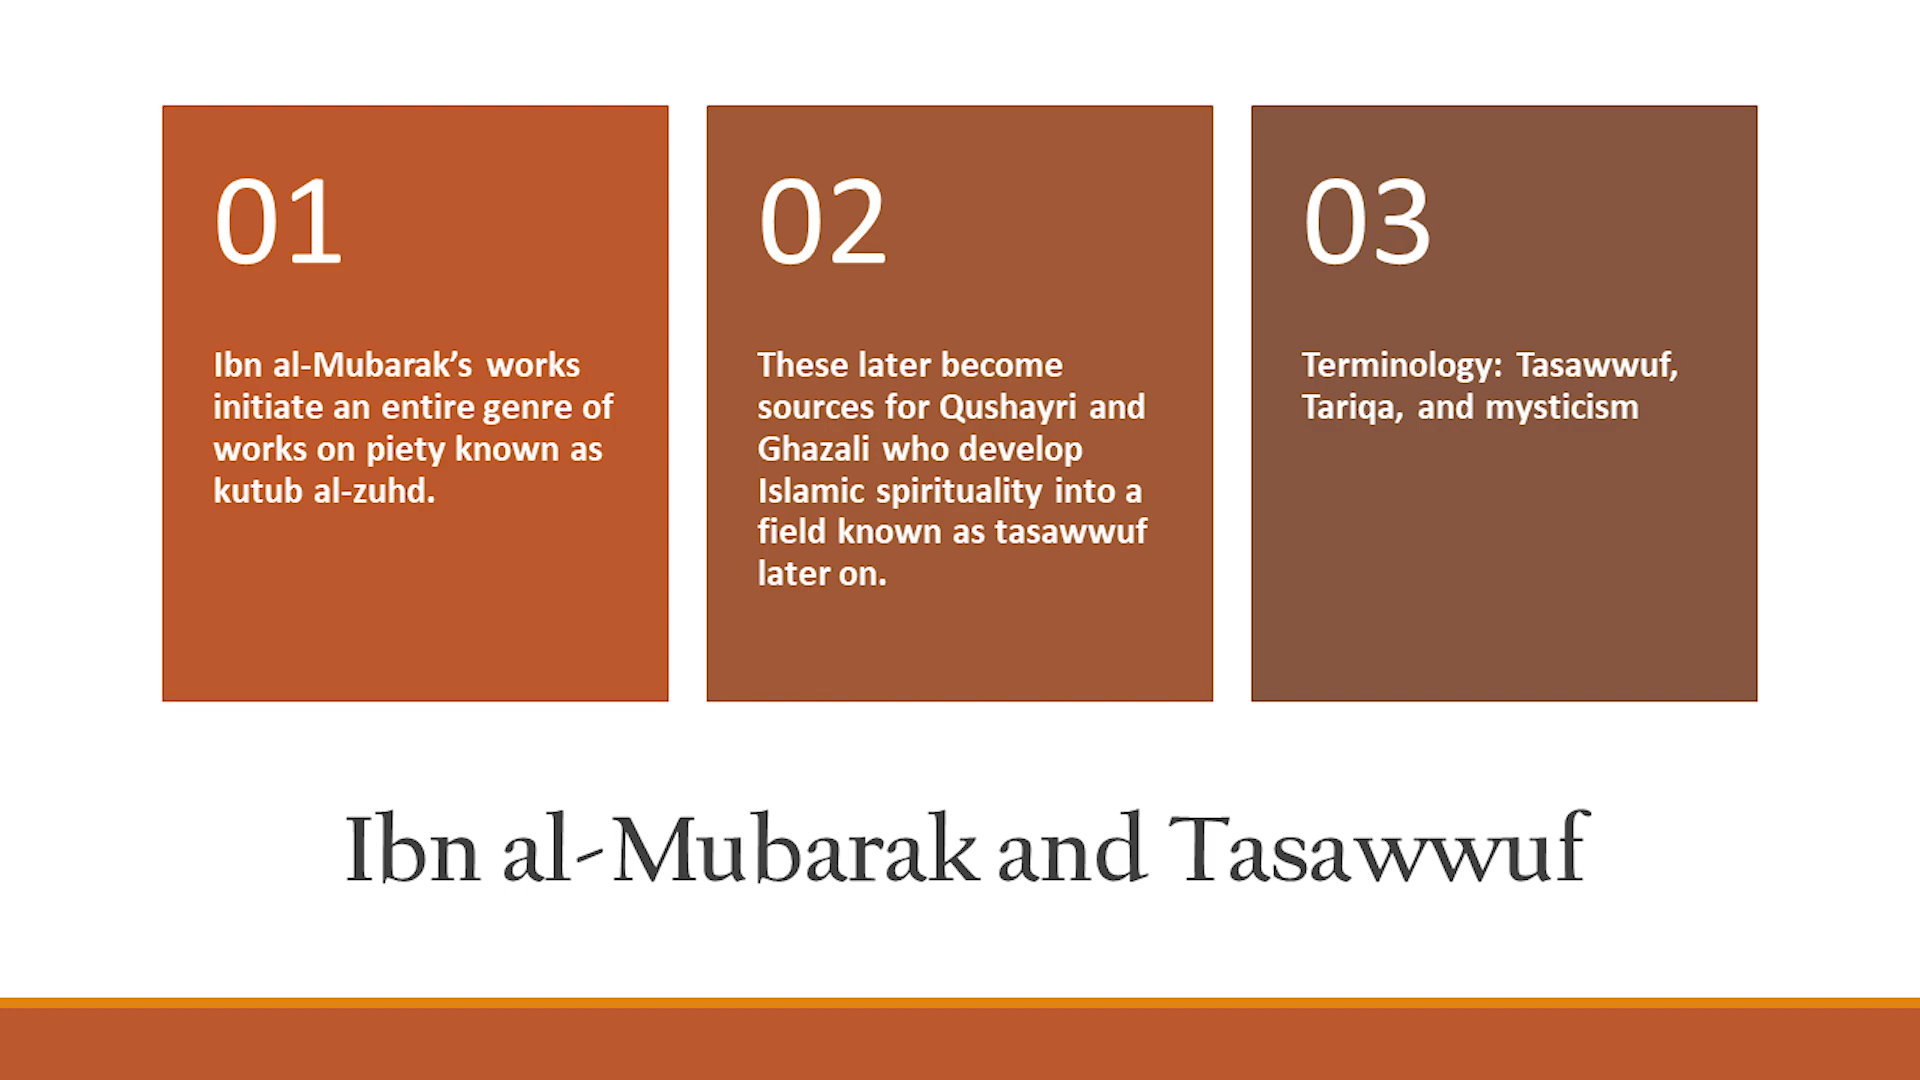 01
Ibn al-Mubarak’s works
initiate an entire genre of
works on piety known as
kutub al-zuhd.
02
These later become
sources for Qushayri and
Ghazali who develop
Islamic spirituality into a
field known as tasawwuf
later on.
03
Terminology: Tasawwuf,
Tariqa, and mysticism
Ibn al-Mubarak and Tasawwuf